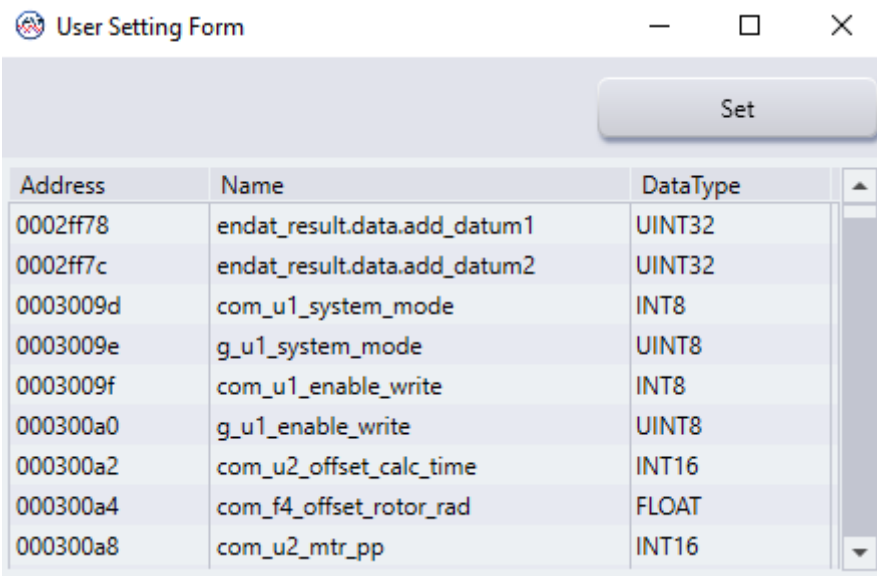 User Setting Form
Set
Address Name DataType
0002ff78 endat_result.data.add_datum1 UINT32
0002ff7c endat_result.data.add_datum2 UINT32
0003009d com_u1_system_mode INT8
0003009e g_u1_system_mode UINT8
0003009f com_u1_enable_write INT8
000300a0 g_u1_enable_write UINT8
000300a2 com_u2_offset_calc_time INT16
000300a4 com_f4_offset_rotor_rad FLOAT
000300a8 com_u2_mtr_pp INT16